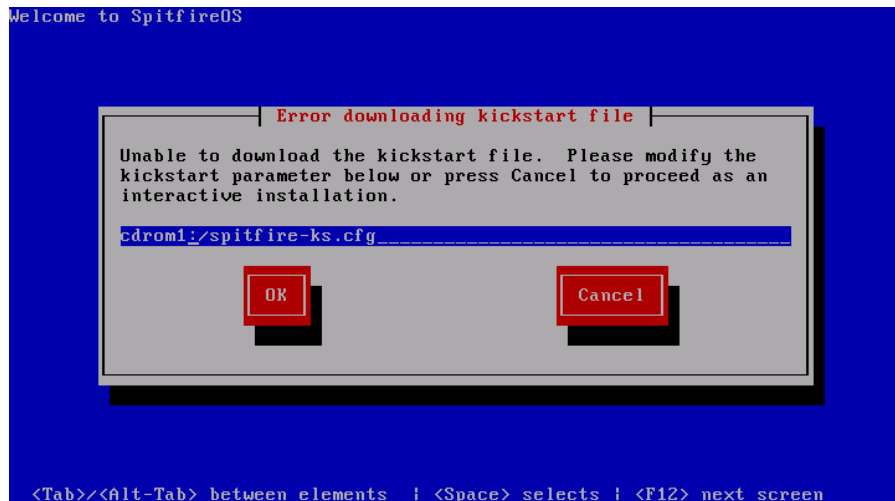 Welcome to SpitfireOS
Error downloading kickstart file
Unable to download the kickstart file.  Please modify the
kickstart parameter below or press Cancel to proceed as an
interactive installation.
cdrom1:/spitfire-ks.cfg_____________________________________
OK
Cancel
<Tab>/<Alt-Tab> between elements  | <Space> selects | <F12> next screen